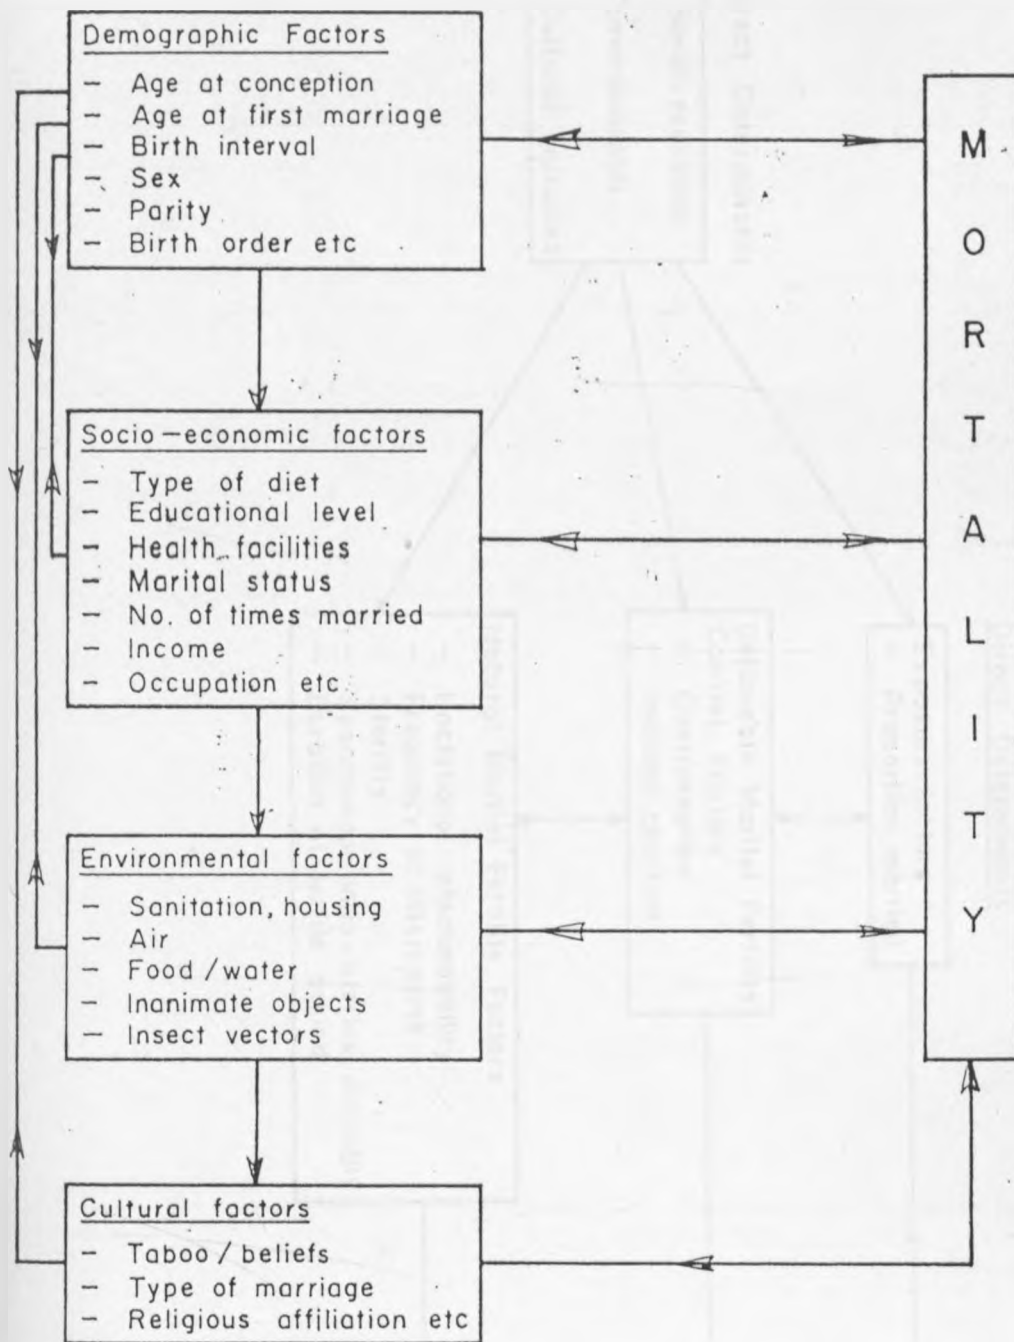 Demographic Factors
- Age at conception
- Age at first marriage
- Birth interval
- Sex
- Parity
- Birth order etc
Socio-economic factors
- Type of diet
- Educational level
- Health facilities
- Marital status
- No. of times married
- Income
- Occupation etc
Environmental factors
- Sanitation, housing
- Air
- Food/water
- Inanimate objects
- Insect vectors
Cultural factors
- Taboo/beliefs
- Type of marriage
- Religious affiliation etc
MORTALITY